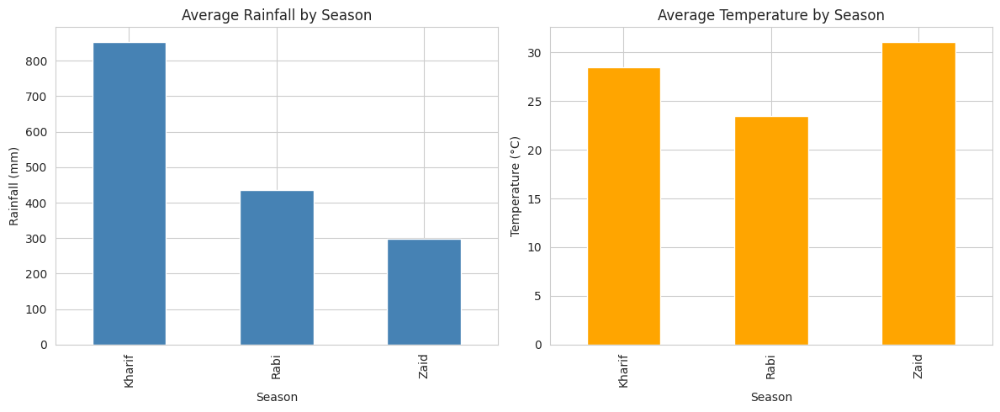 Average Rainfall by Season
Rainfall (mm)
800
700
600
500
400
300
200
100
0
Kharif
Rabi
Zaid
Season
Average Temperature by Season
Temperature (°C)
30
25
20
15
10
5
0
Kharif
Rabi
Zaid
Season